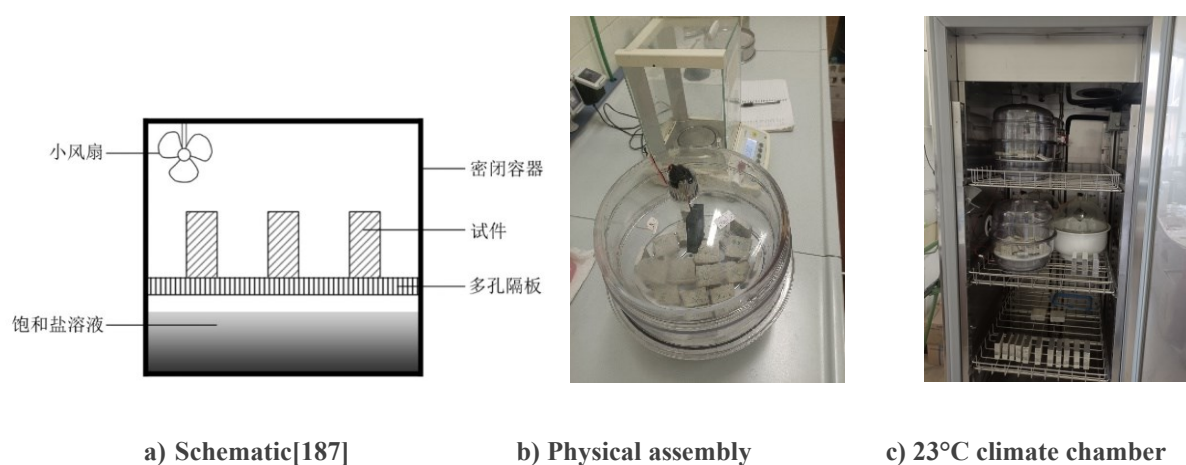 小风扇
密闭容器
试件
多孔隔板
饱和盐溶液
a) Schematic[187]
b) Physical assembly
c) 23°C climate chamber